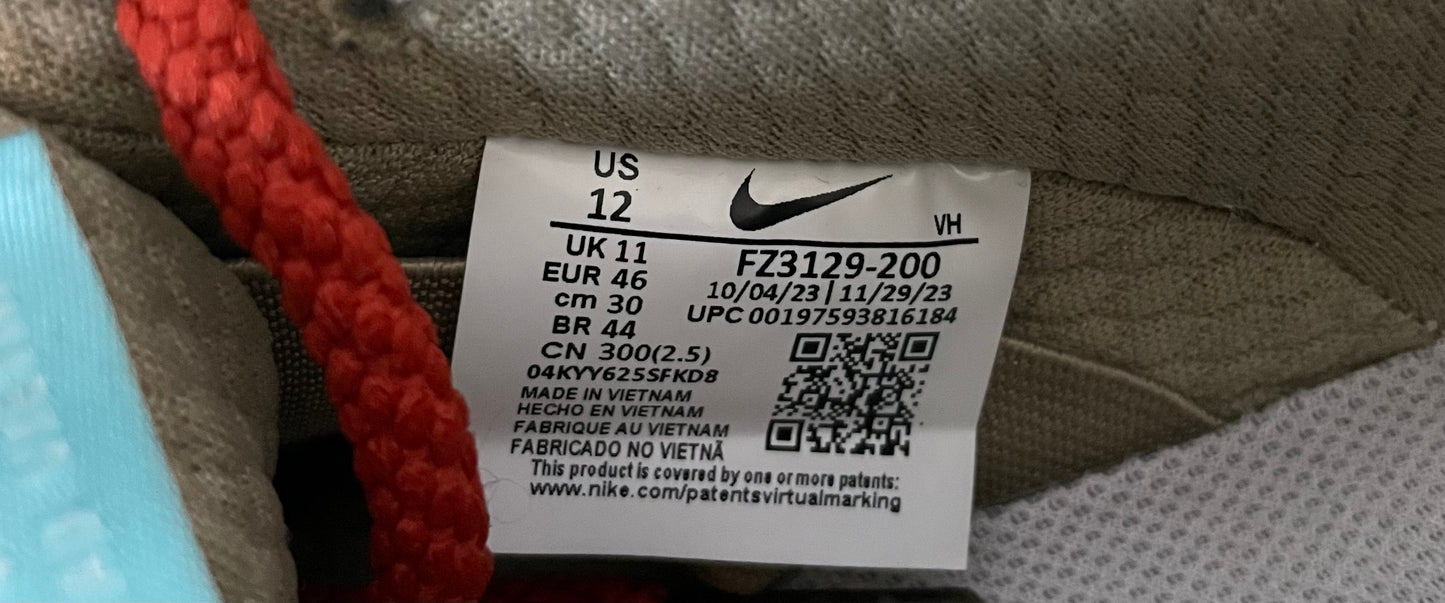 US
12
VH
UK 11
EUR 46
cm 30
BR 44
CN 300(2.5)
04KYY625SFKD8
FZ3129-200
10/04/23 | 11/29/23
UPC 00197593816184
MADE IN VIETNAM
HECHO EN VIETNAM
FABRIQUE AU VIETNAM
FABRICADO NO VIETNÃ
This product is covered by one or more patents:
www.nike.com/patentsvirtualmarking